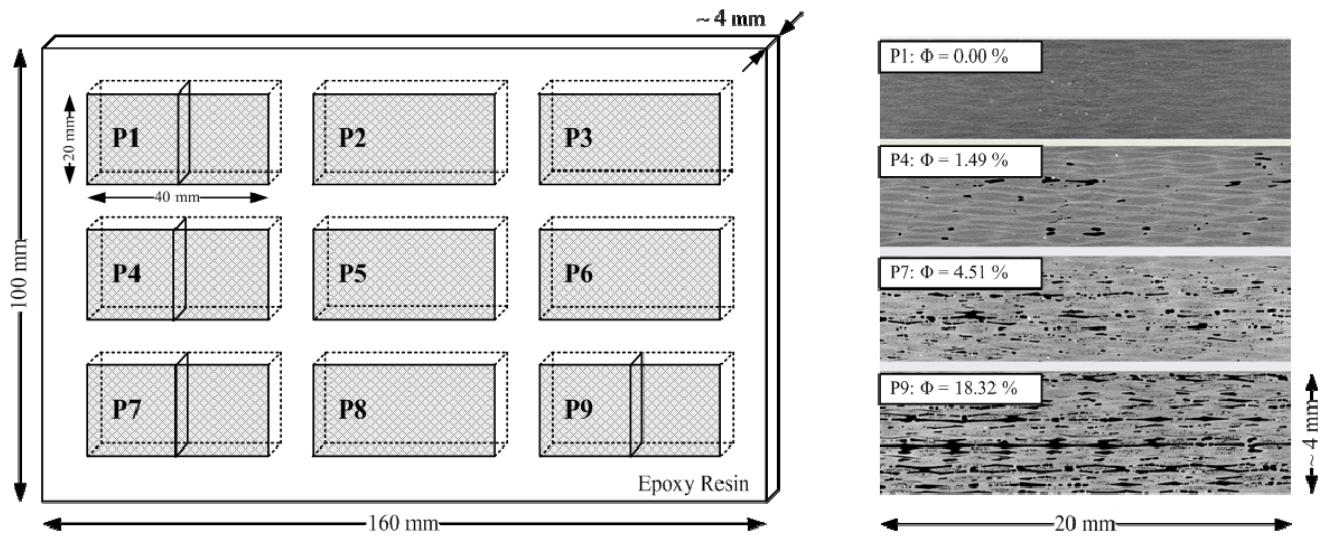 ~ 4 mm
P1
P2
P3
20 mm
40 mm
P4
P5
P6
100 mm
P7
P8
P9
Epoxy Resin
160 mm
P1: Φ = 0.00 %
P4: Φ = 1.49 %
P7: Φ = 4.51 %
P9: Φ = 18.32 %
~ 4 mm
20 mm